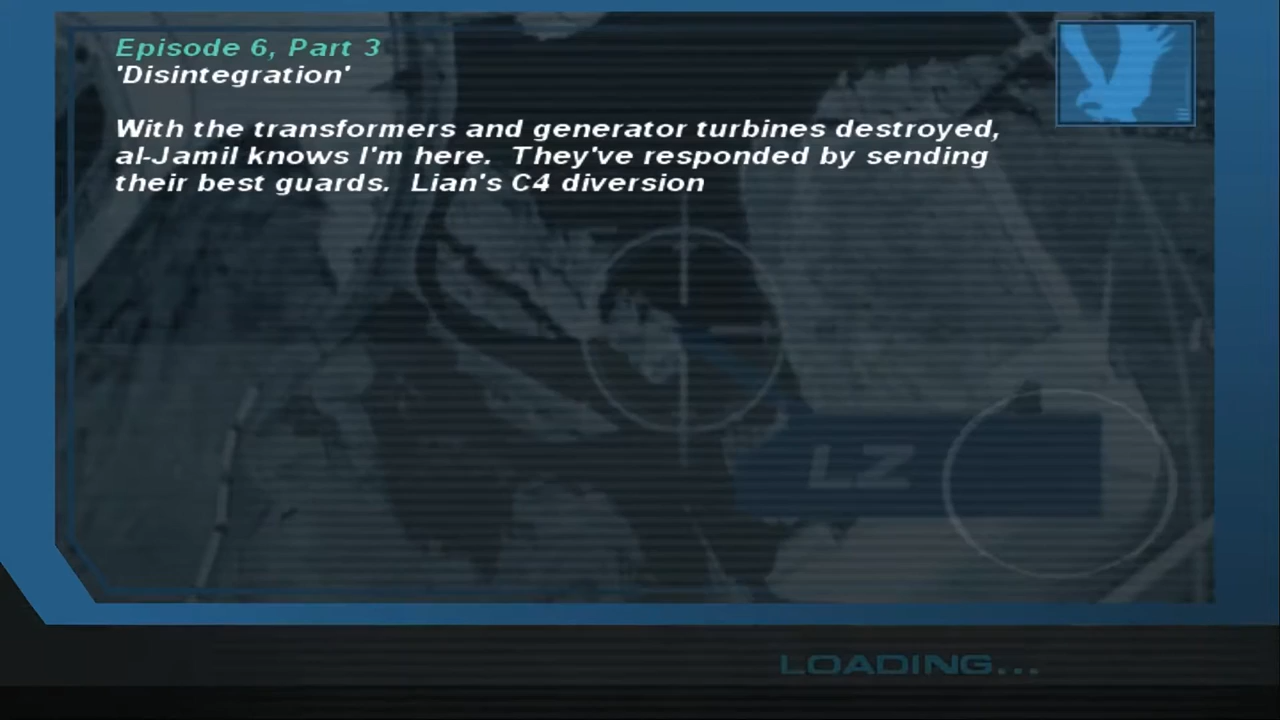 Episode 6, Part 3
'Disintegration'
With the transformers and generator turbines destroyed,
al-Jamil knows I'm here.  They've responded by sending
their best guards.  Lian's C4 diversion
LZ
LOADING...